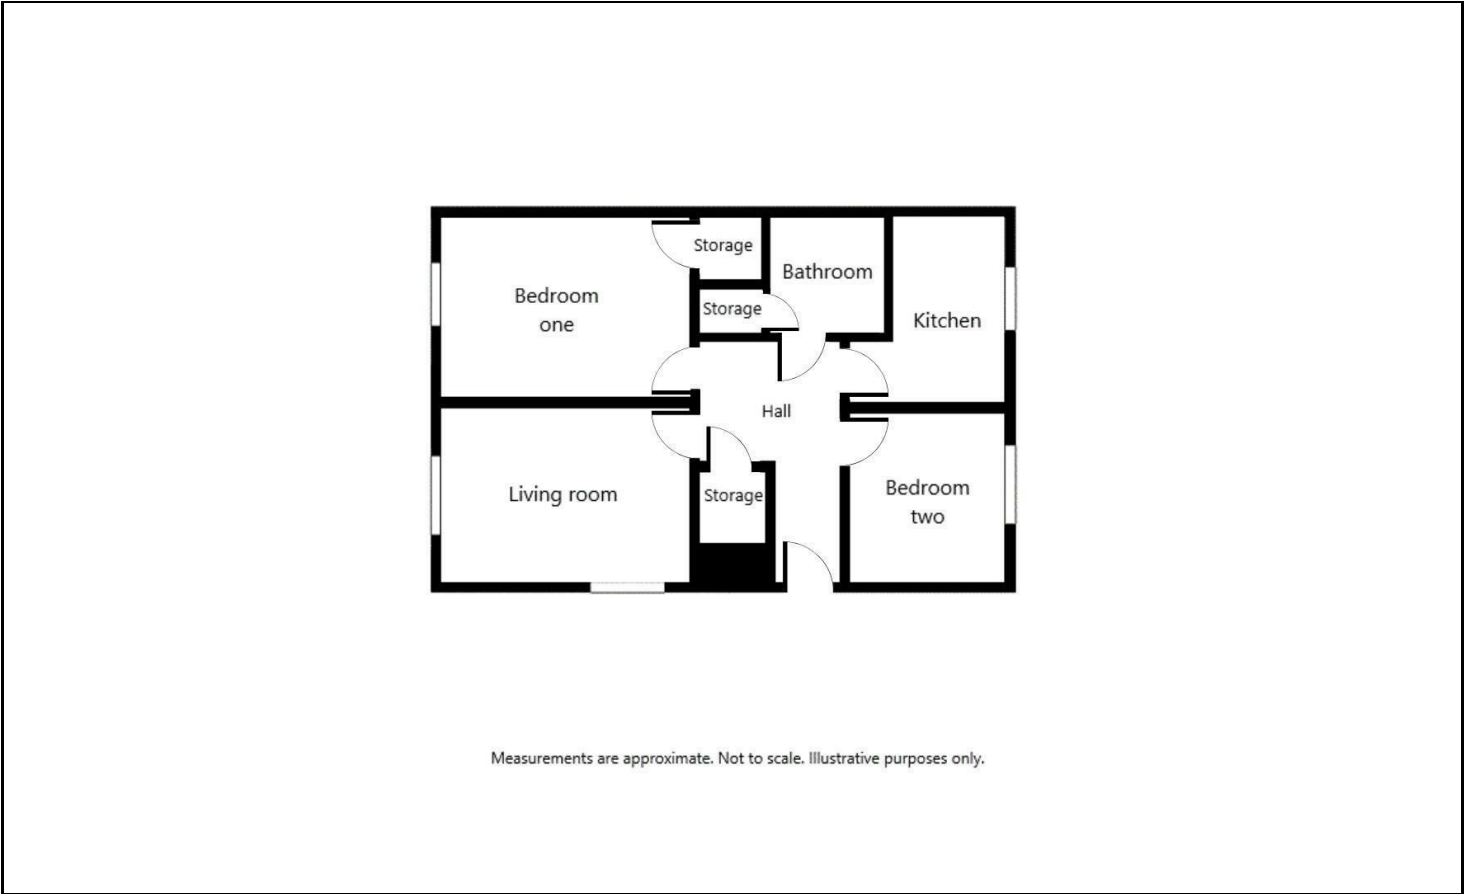 Storage
Bathroom
Bedroom
one
Storage
Kitchen
Hall
Living room
Storage
Bedroom
two
Measurements are approximate. Not to scale. Illustrative purposes only.